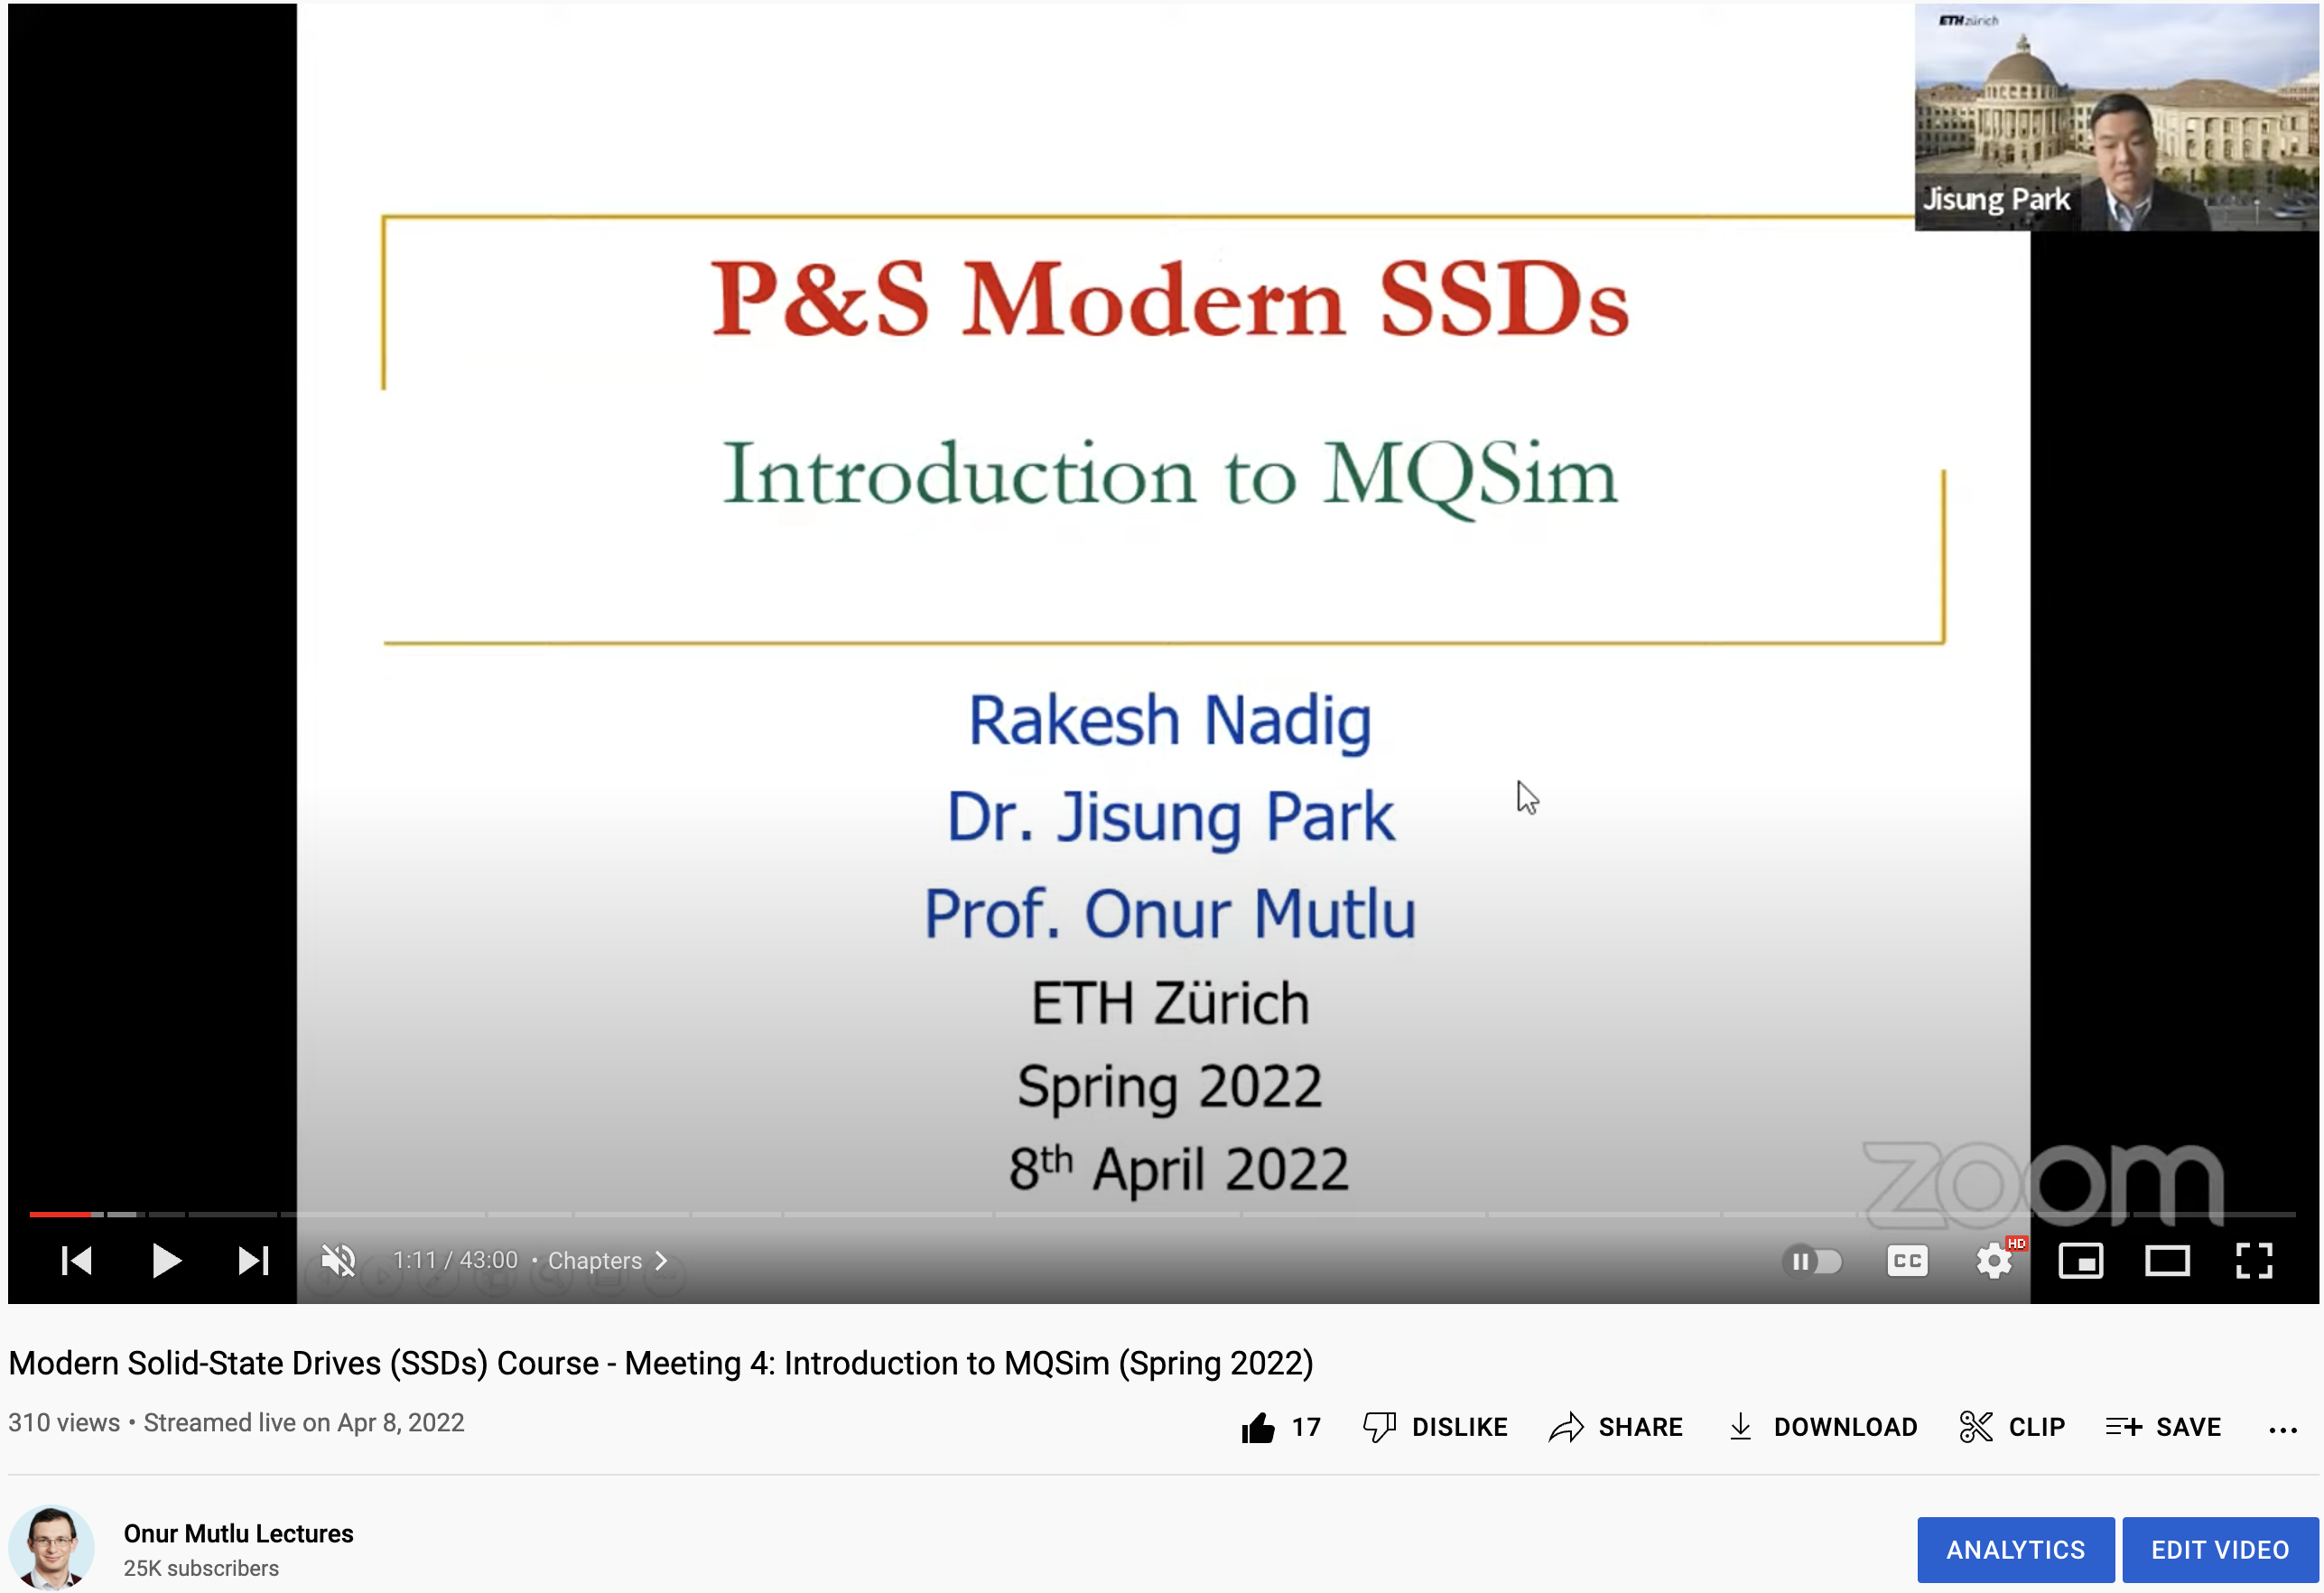 ETH zürich
Jisung Park
P&S Modern SSDs
Introduction to MQSim
Rakesh Nadig
Dr. Jisung Park
Prof. Onur Mutlu
ETH Zürich
Spring 2022
8th April 2022
zoom
1:11 / 43:00 • Chapters
CC
HD
Modern Solid-State Drives (SSDs) Course - Meeting 4: Introduction to MQSim (Spring 2022)
310 views • Streamed live on Apr 8, 2022
17 DISLIKE SHARE DOWNLOAD CLIP SAVE ...
Onur Mutlu Lectures
25K subscribers
ANALYTICS EDIT VIDEO